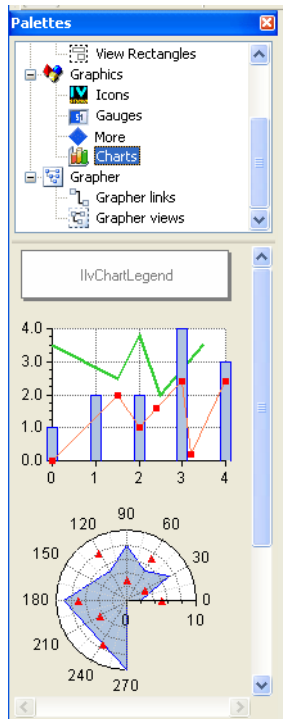 Palettes
View Rectangles
Graphics
Icons
Gauges
More
Charts
Grapher
Grapher links
Grapher views
IlvChartLegend
4.0
3.0
2.0
1.0
0.0
0 1 2 3 4
90
120 60
150 30
180 0
0 10
210
240
270